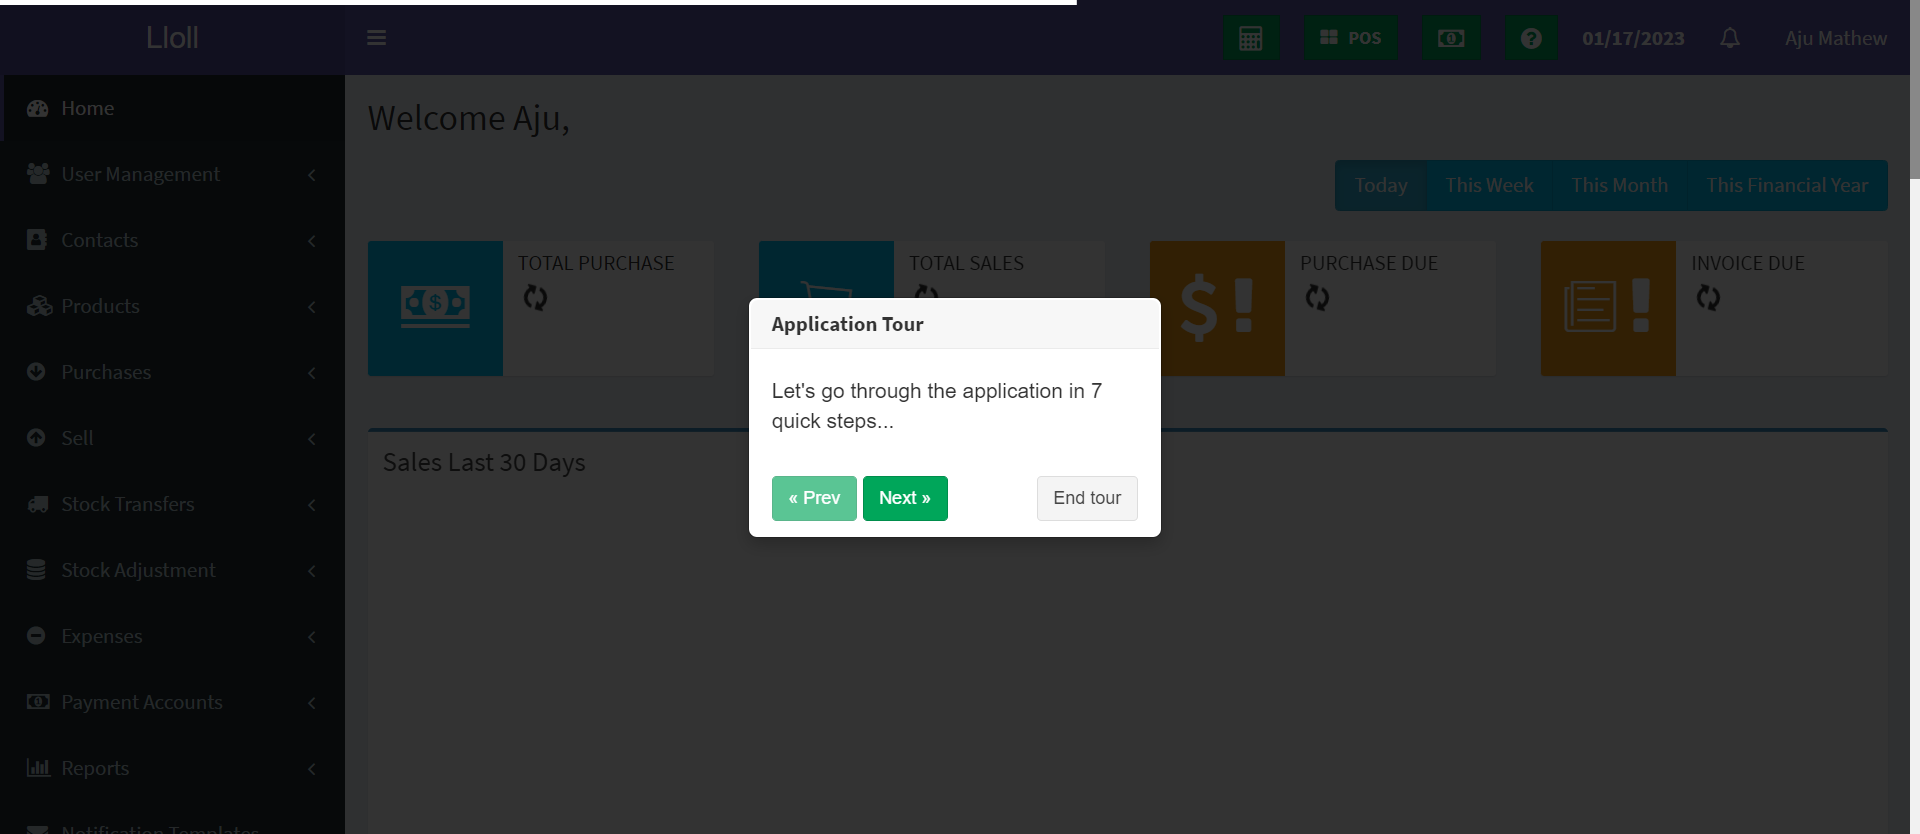 Lloll
POS
01/17/2023
Aju Mathew
Home
User Management
Contacts
Products
Purchases
Sell
Stock Transfers
Stock Adjustment
Expenses
Payment Accounts
Reports
Notification Templates
Welcome Aju,
Today
This Week
This Month
This Financial Year
TOTAL PURCHASE
TOTAL SALES
PURCHASE DUE
INVOICE DUE
Sales Last 30 Days
Application Tour
Let's go through the application in 7
quick steps...
« Prev
Next »
End tour